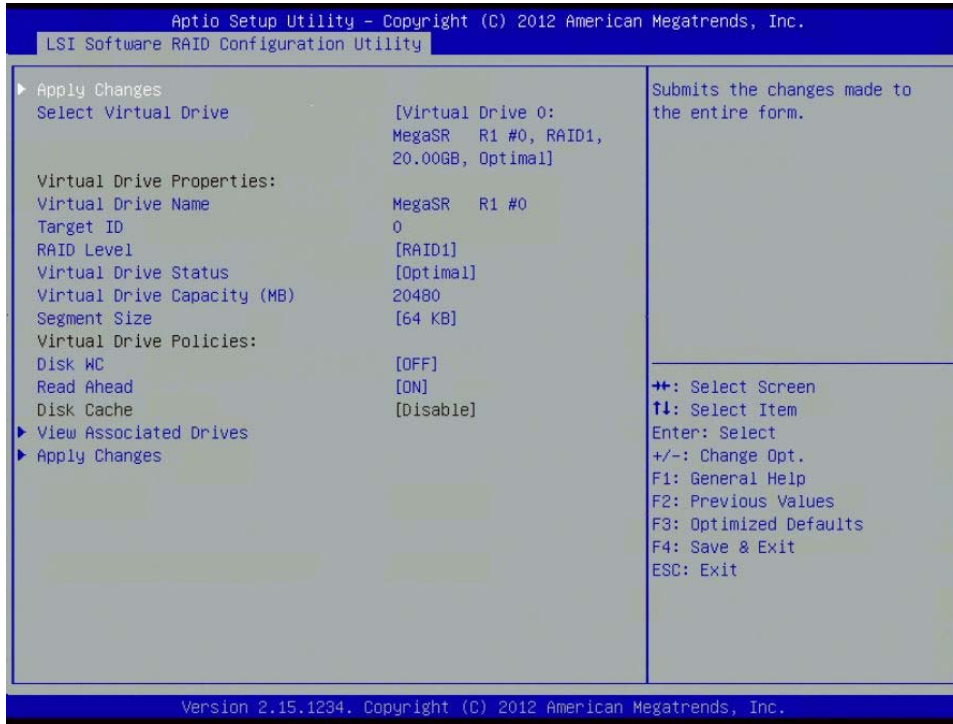 Aptio Setup Utility – Copyright (C) 2012 American Megatrends, Inc.
LSI Software RAID Configuration Utility
▶ Apply Changes
Select Virtual Drive [Virtual Drive 0:
MegaSR R1 #0, RAID1,
20.00GB, Optimal]
Virtual Drive Properties:
Virtual Drive Name MegaSR R1 #0
Target ID 0
RAID Level [RAID1]
Virtual Drive Status [Optimal]
Virtual Drive Capacity (MB) 20480
Segment Size [64 KB]
Virtual Drive Policies:
Disk WC [OFF]
Read Ahead [ON]
Disk Cache [Disable]
▶ View Associated Drives
▶ Apply Changes
Submits the changes made to
the entire form.
→←: Select Screen
↑↓: Select Item
Enter: Select
+/-: Change Opt.
F1: General Help
F2: Previous Values
F3: Optimized Defaults
F4: Save & Exit
ESC: Exit
Version 2.15.1234. Copyright (C) 2012 American Megatrends, Inc.